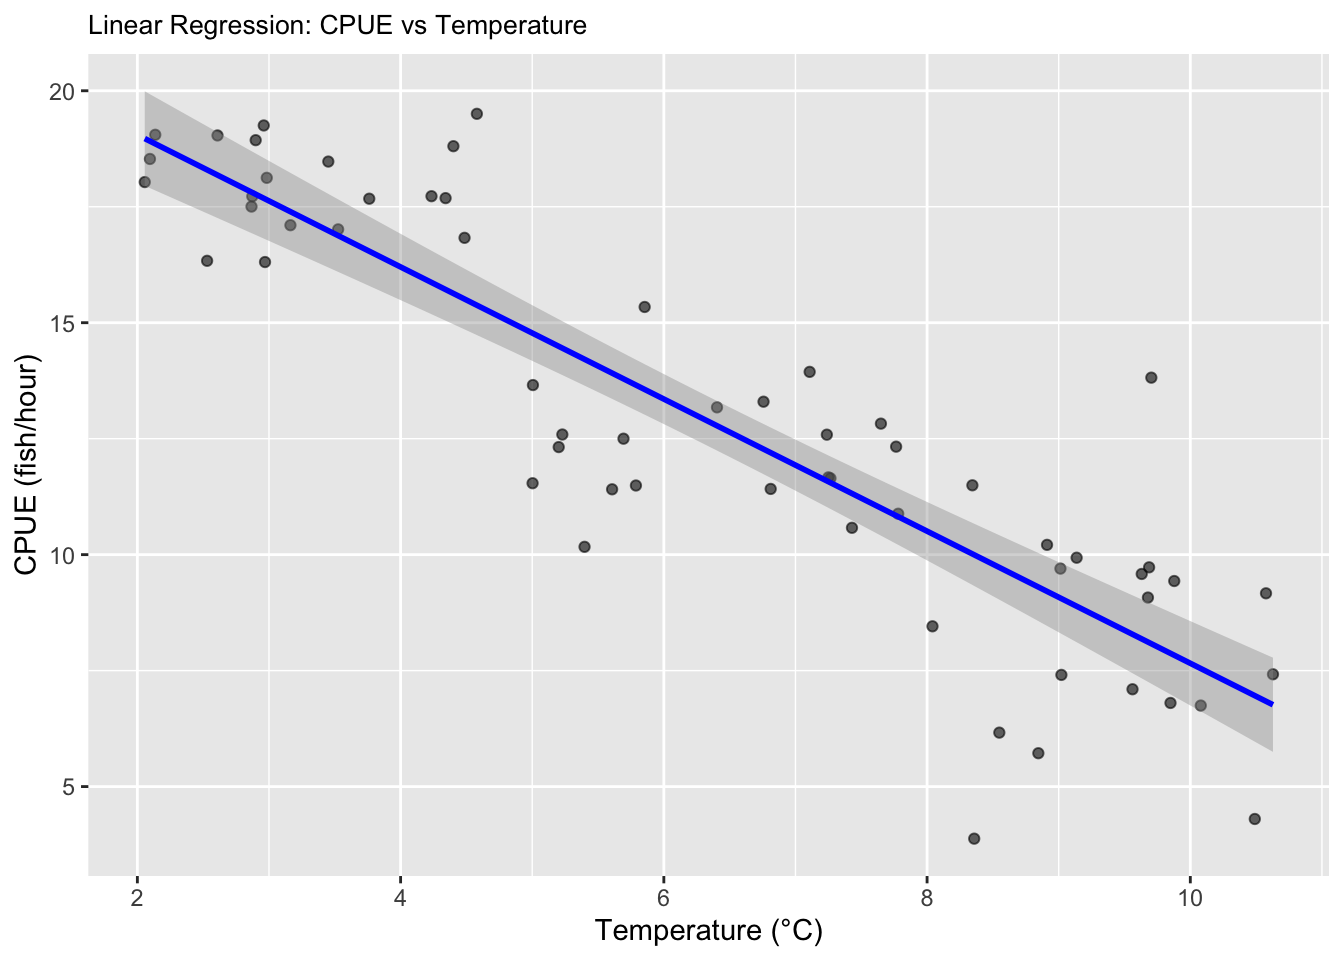 Linear Regression: CPUE vs Temperature
20
15
10
5
CPUE (fish/hour)
2 4 6 8 10
Temperature (°C)